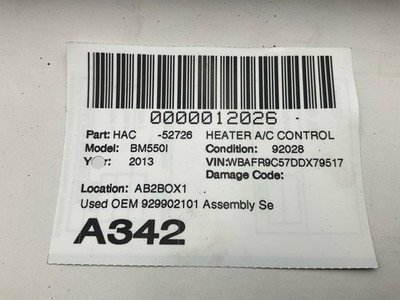 0000012026
Part: HAC -52726 HEATER A/C CONTROL
Model: BM550I Condition: 92028
Year: 2013 VIN:WBAFR9C57DDX79517
Damage Code:
Location: AB2BOX1
Used OEM 929902101 Assembly Se
A342